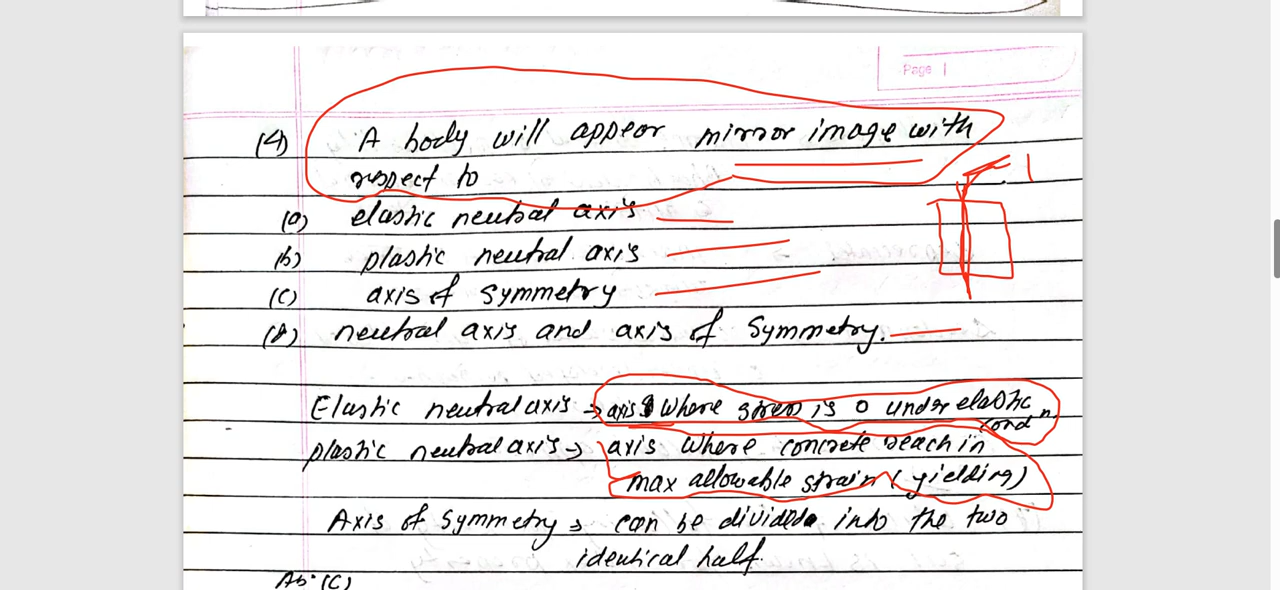 Page |
(4) A body will appear mirror image with
respect to
(a) elastic neutral axis
(b) plastic neutral axis
(c) axis of symmetry
(d) neutral axis and axis of symmetry.
Elastic neutral axis → axis where stress is 0 under elastic
condn.
plastic neutral axis → axis where concrete reach in
max allowable strain (yielding)
Axis of symmetry → can be divided into the two
identical half.
Ans. (c)